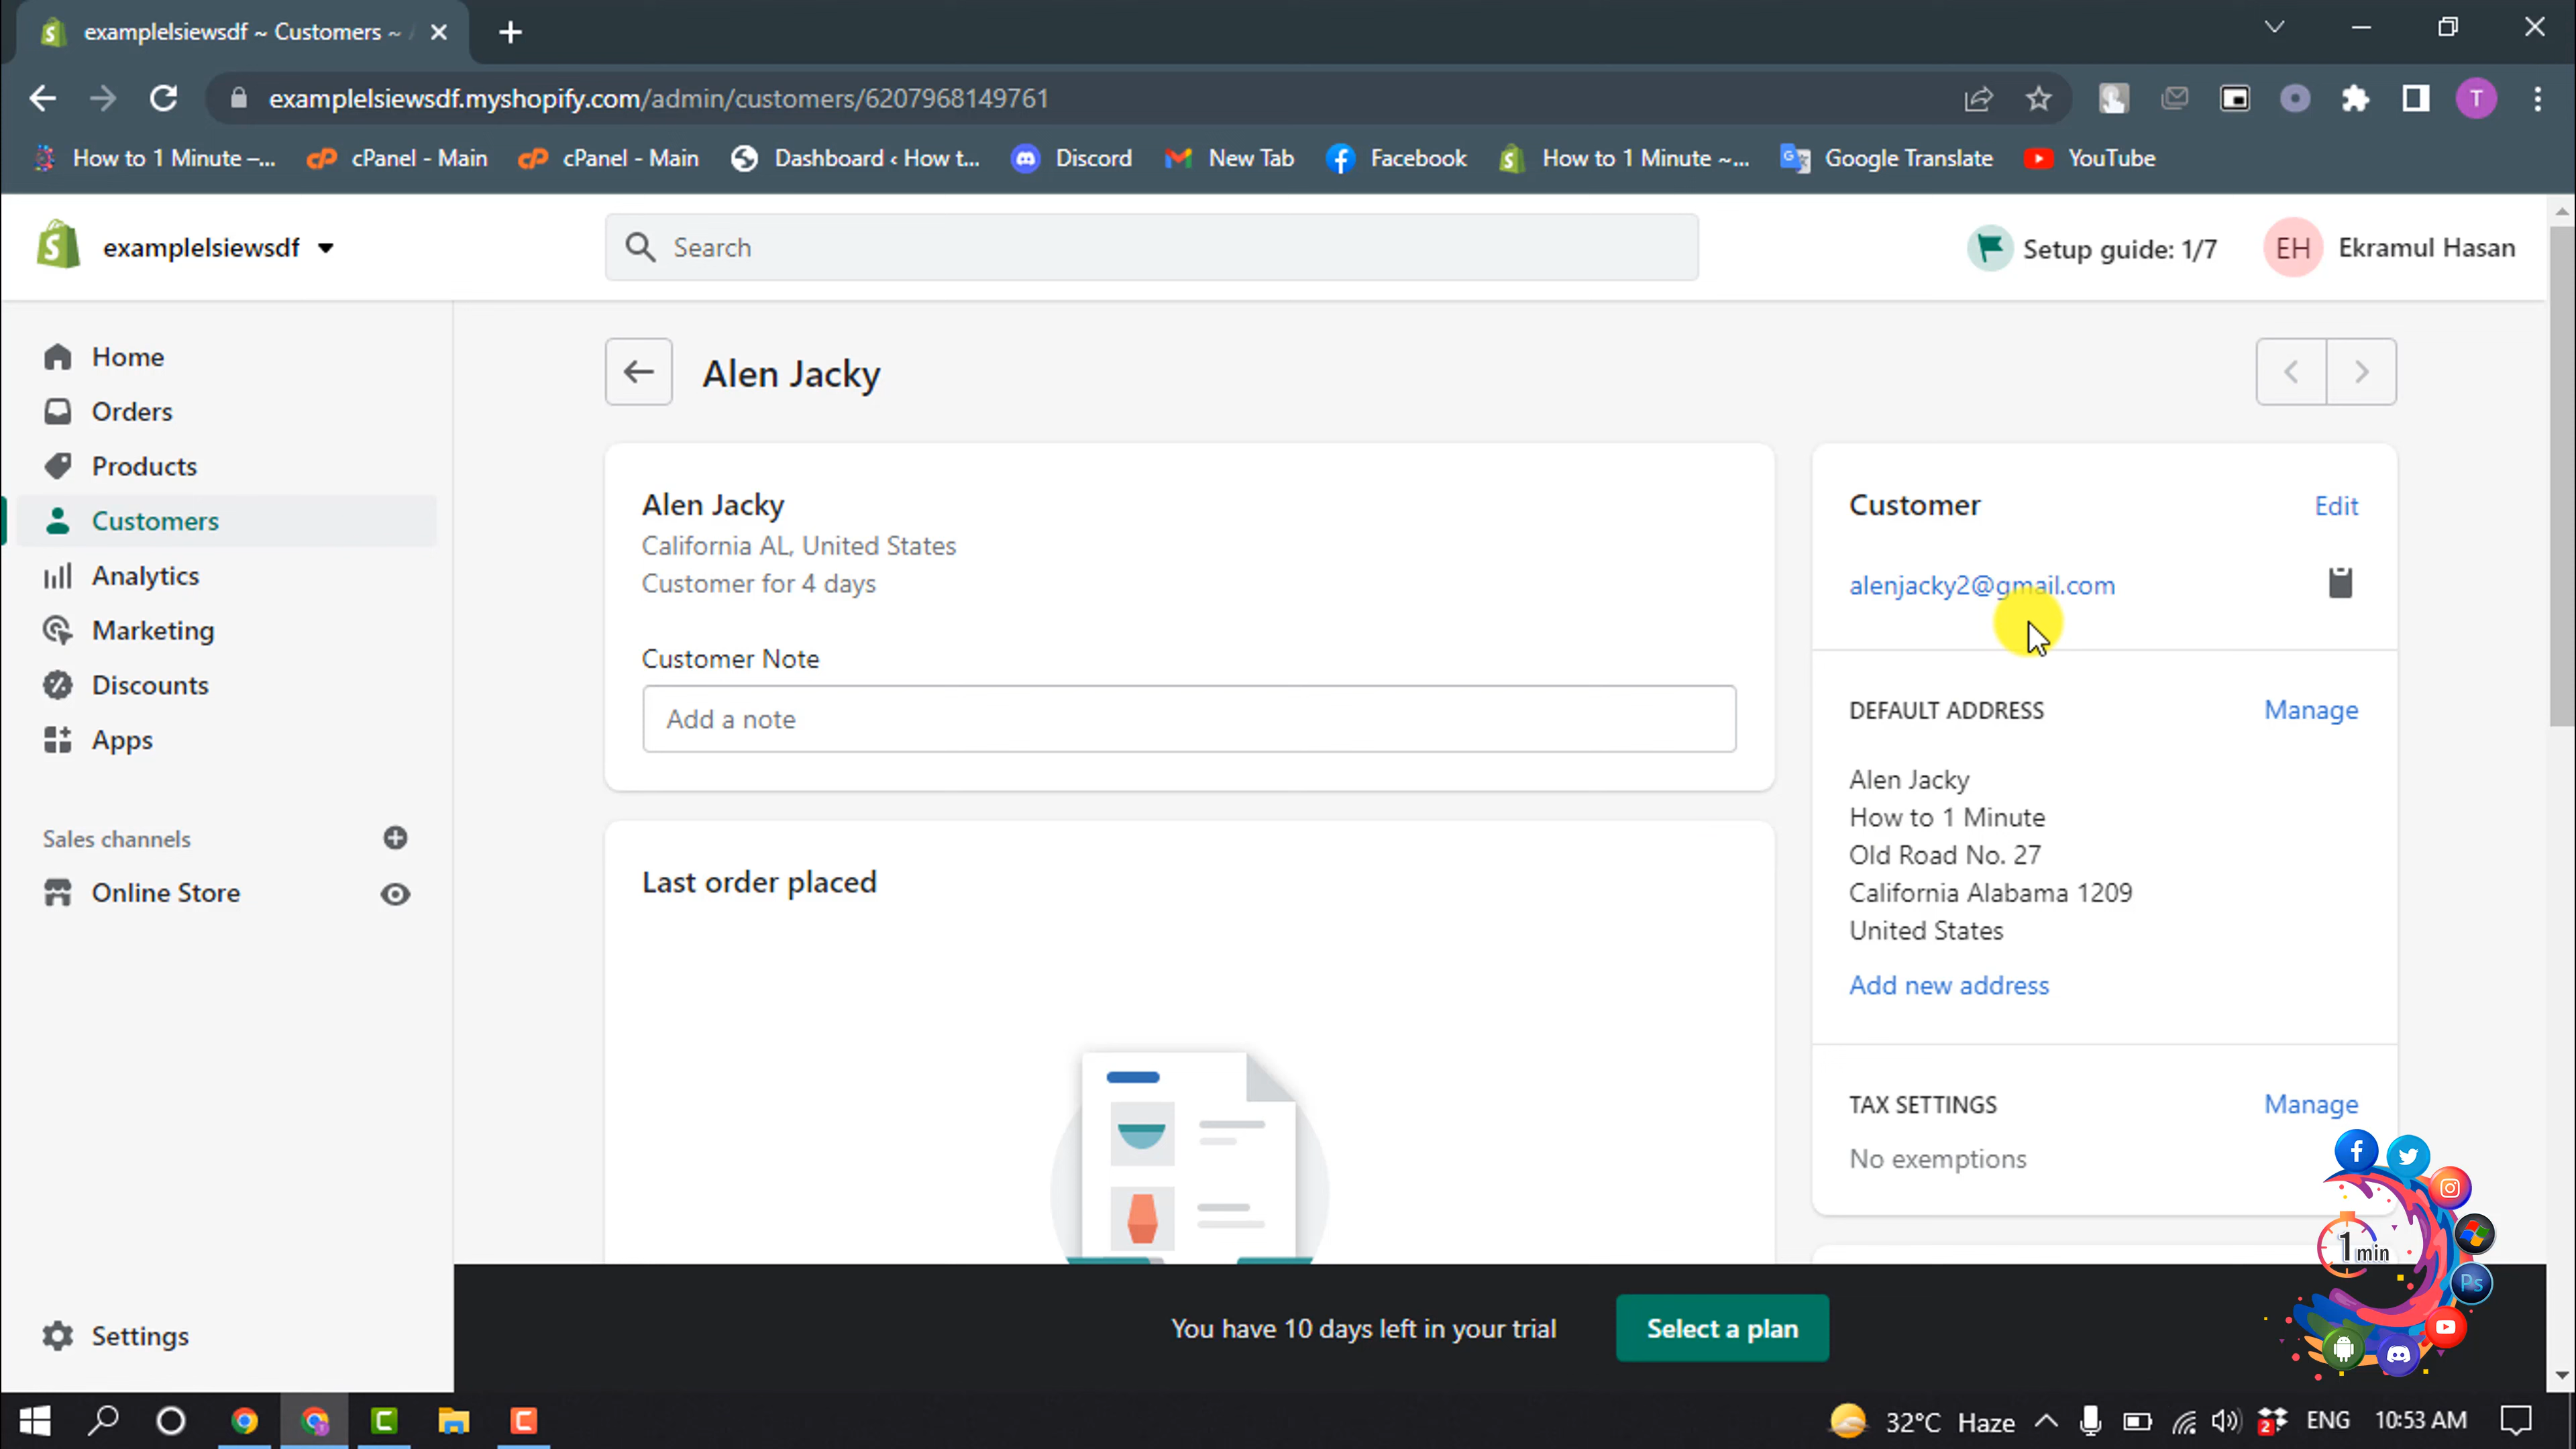 examplelsiewsdf ~ Customers ~
examplelsiewsdf.myshopify.com/admin/customers/6207968149761
T
How to 1 Minute –...
cPanel - Main
cPanel - Main
Dashboard ‹ How t...
Discord
New Tab
Facebook
How to 1 Minute ~...
Google Translate
YouTube
examplelsiewsdf
Search
Setup guide: 1/7
EH
Ekramul Hasan
Home
Orders
Products
Customers
Analytics
Marketing
Discounts
Apps
Sales channels
Online Store
Settings
Alen Jacky
Alen Jacky
California AL, United States
Customer for 4 days
Customer Note
Add a note
Last order placed
Customer
Edit
alenjacky2@gmail.com
DEFAULT ADDRESS
Manage
Alen Jacky
How to 1 Minute
Old Road No. 27
California Alabama 1209
United States
Add new address
TAX SETTINGS
Manage
No exemptions
1 min
Ps
You have 10 days left in your trial
Select a plan
32°C Haze
2
ENG
10:53 AM